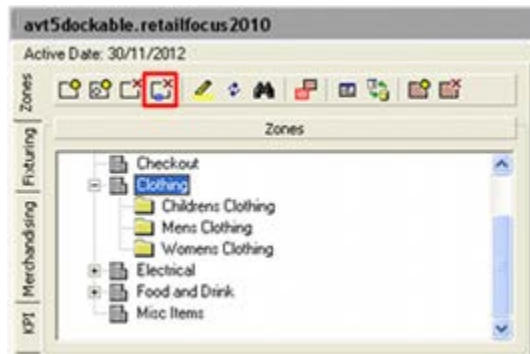 avt5dockable.retailfocus2010
Active Date: 30/11/2012
Zones
Fixturing
Merchandising
KPI
Zones
Checkout
Clothing
Childrens Clothing
Mens Clothing
Womens Clothing
Electrical
Food and Drink
Misc Items